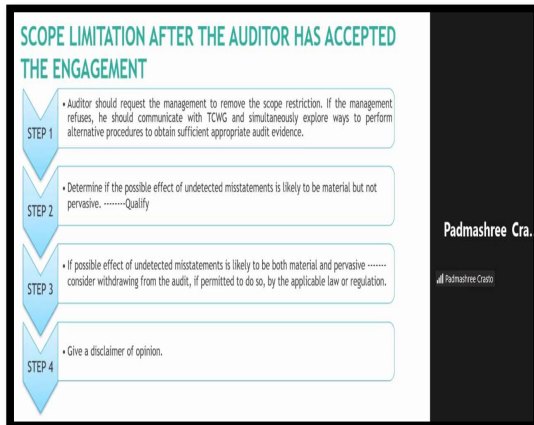 SCOPE LIMITATION AFTER THE AUDITOR HAS ACCEPTED
THE ENGAGEMENT
STEP 1
• Auditor should request the management to remove the scope restriction. If the management
refuses, he should communicate with TCWG and simultaneously explore ways to perform
alternative procedures to obtain sufficient appropriate audit evidence.
STEP 2
• Determine if the possible effect of undetected misstatements is likely to be material but not
pervasive. --------Qualify
STEP 3
• If possible effect of undetected misstatements is likely to be both material and pervasive -------
consider withdrawing from the audit, if permitted to do so, by the applicable law or regulation.
STEP 4
• Give a disclaimer of opinion.
Padmashree Cra...
Padmashree Crasto